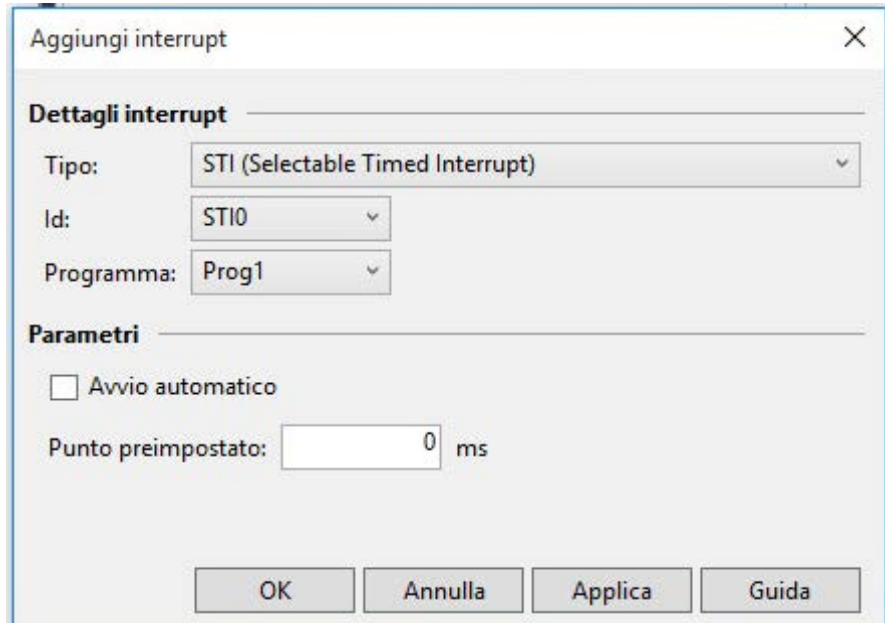 Aggiungi interrupt
Dettagli interrupt
Tipo: STI (Selectable Timed Interrupt)
Id: STI0
Programma: Prog1
Parametri
Avvio automatico
Punto preimpostato: 0 ms
OK Annulla Applica Guida